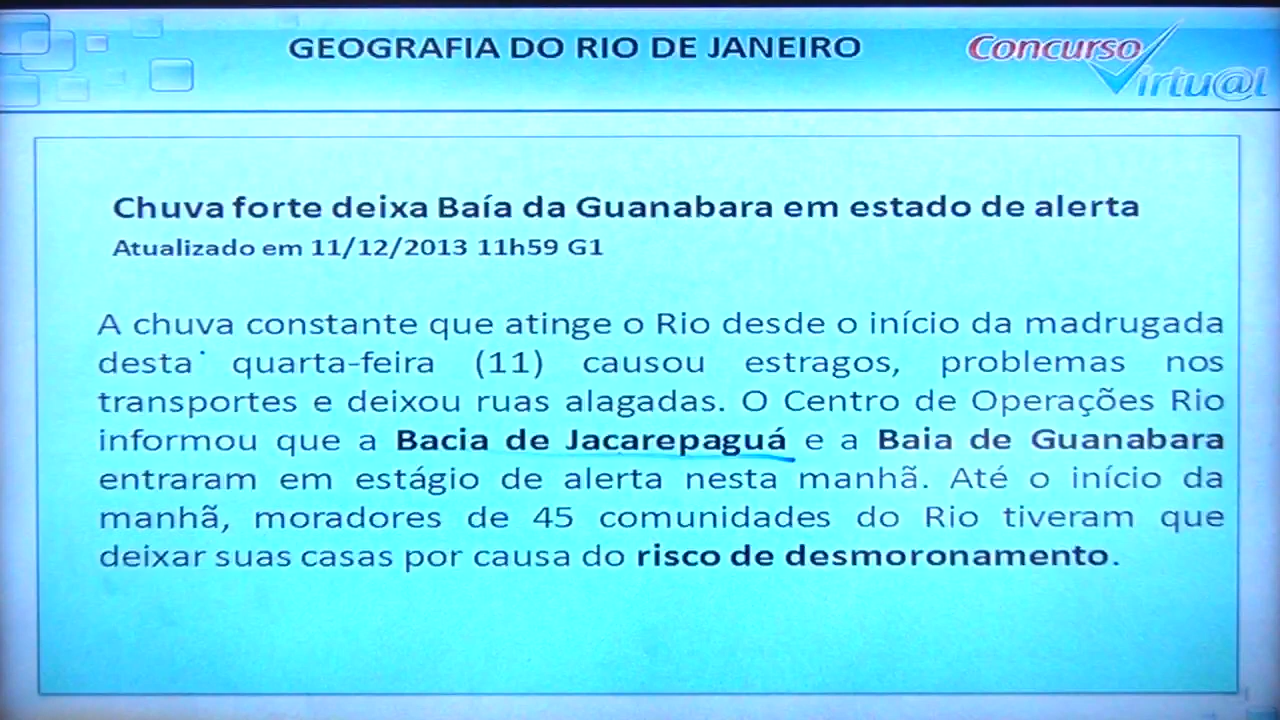 GEOGRAFIA DO RIO DE JANEIRO
Concurso
Virtu@l
Chuva forte deixa Baía da Guanabara em estado de alerta
Atualizado em 11/12/2013 11h59 G1
A chuva constante que atinge o Rio desde o início da madrugada
desta quarta-feira (11) causou estragos, problemas nos
transportes e deixou ruas alagadas. O Centro de Operações Rio
informou que a Bacia de Jacarepaguá e a Baia de Guanabara
entraram em estágio de alerta nesta manhã. Até o início da
manhã, moradores de 45 comunidades do Rio tiveram que
deixar suas casas por causa do risco de desmoronamento.